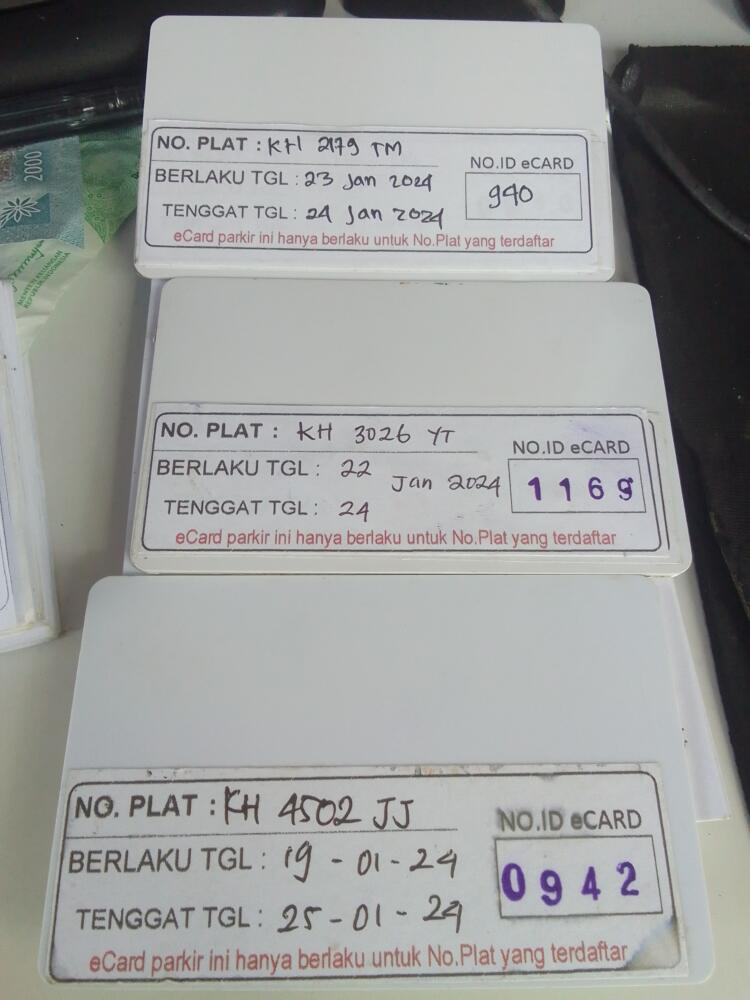 NO. PLAT : KH 2179 TM
NO.ID eCARD
BERLAKU TGL : 23 Jan 2024
940
TENGGAT TGL : 24 Jan 2024
eCard parkir ini hanya berlaku untuk No.Plat yang terdaftar
NO. PLAT : KH 3026 YT
NO.ID eCARD
BERLAKU TGL : 22
Jan 2024
1169
TENGGAT TGL : 24
eCard parkir ini hanya berlaku untuk No.Plat yang terdaftar
NO. PLAT : KH 4502 JJ
NO.ID eCARD
BERLAKU TGL : 19 - 01 - 24
0942
TENGGAT TGL : 25 - 01 - 24
eCard parkir ini hanya berlaku untuk No.Plat yang terdaftar
2000
MENTERI KEUANGAN
REPUBLIK INDONESIA